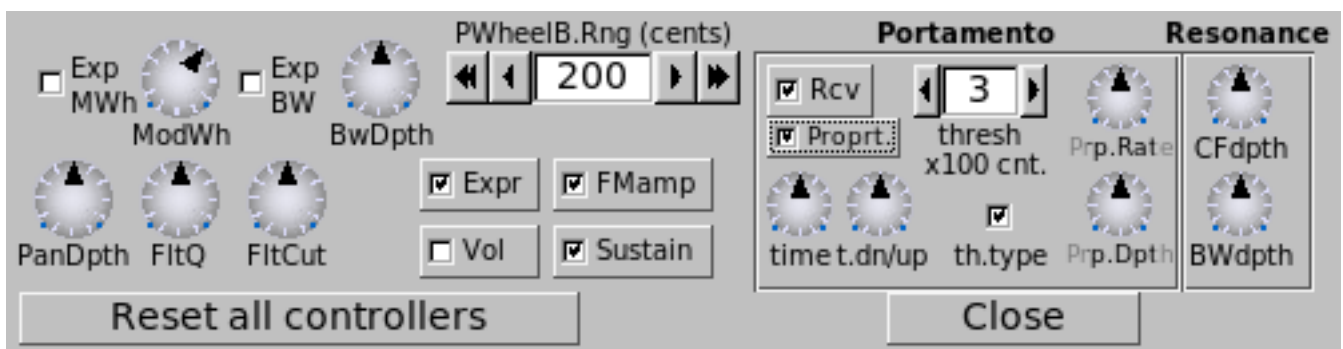 PWheelB.Rng (cents)
Portamento
Resonance
Exp
MWh
ModWh
Exp
BW
BwDpth
200
Rcv
Proprt.
3
thresh
x100 cnt.
Prp.Rate
CFdpth
PanDpth
FltQ
FltCut
Expr
FMamp
Vol
Sustain
time
t.dn/up
th.type
Prp.Dpth
BWdpth
Reset all controllers
Close